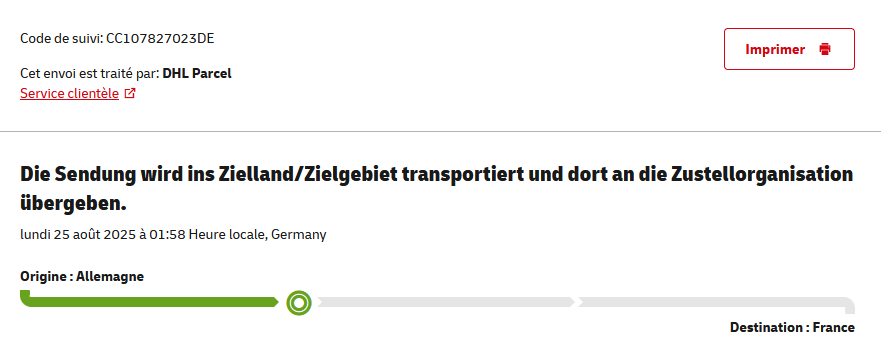 Code de suivi: CC107827023DE
Imprimer
Cet envoi est traité par: DHL Parcel
Service clientèle
Die Sendung wird ins Zielland/Zielgebiet transportiert und dort an die Zustellorganisation
übergeben.
lundi 25 août 2025 à 01:58 Heure locale, Germany
Origine : Allemagne
Destination : France